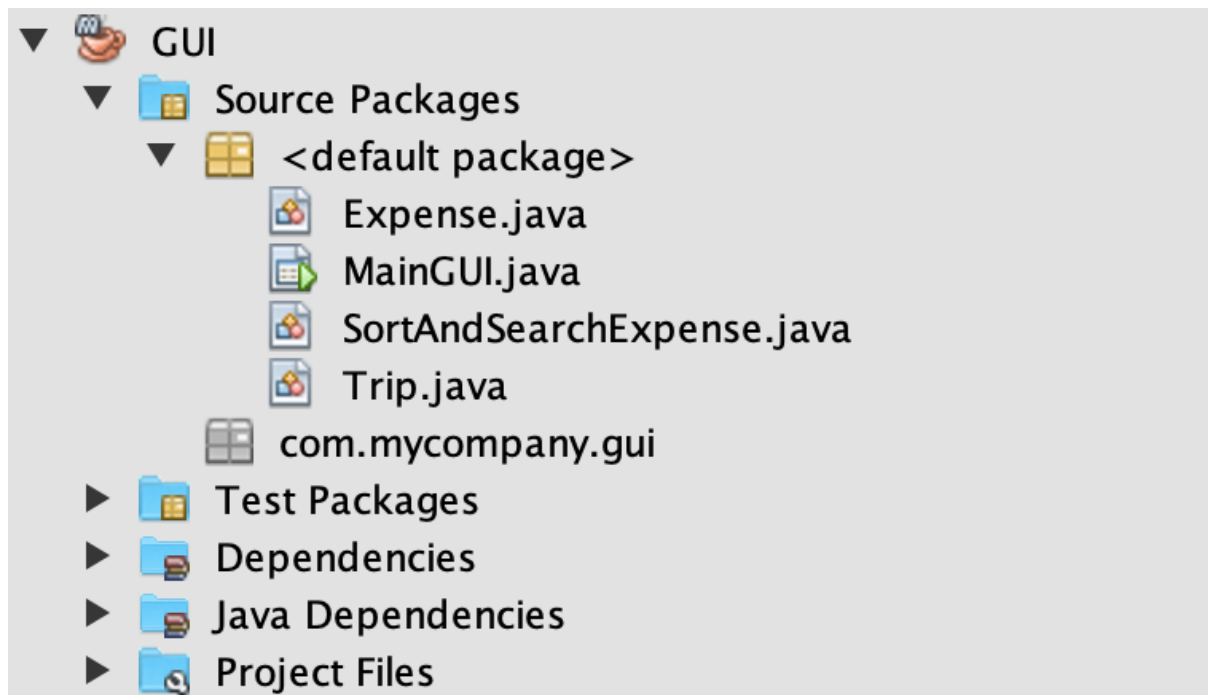 GUI
Source Packages
<default package>
Expense.java
MainGUI.java
SortAndSearchExpense.java
Trip.java
com.mycompany.gui
Test Packages
Dependencies
Java Dependencies
Project Files